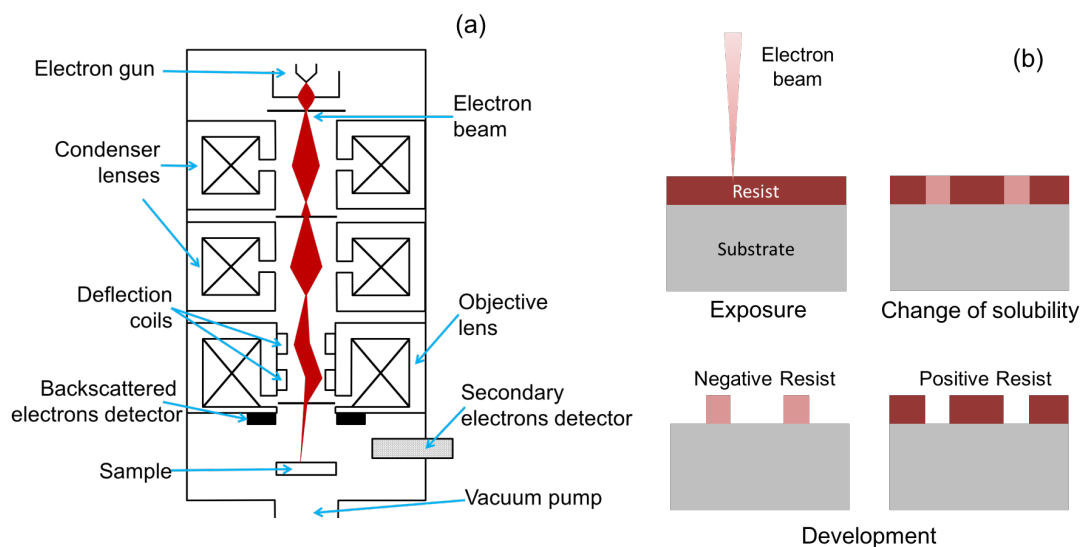 (a)
Electron gun
Electron
beam
Condenser
lenses
Deflection
coils
Objective
lens
Backscattered
electrons detector
Secondary
electrons detector
Sample
Vacuum pump
(b)
Electron
beam
Resist
Substrate
Exposure
Change of solubility
Negative Resist
Positive Resist
Development